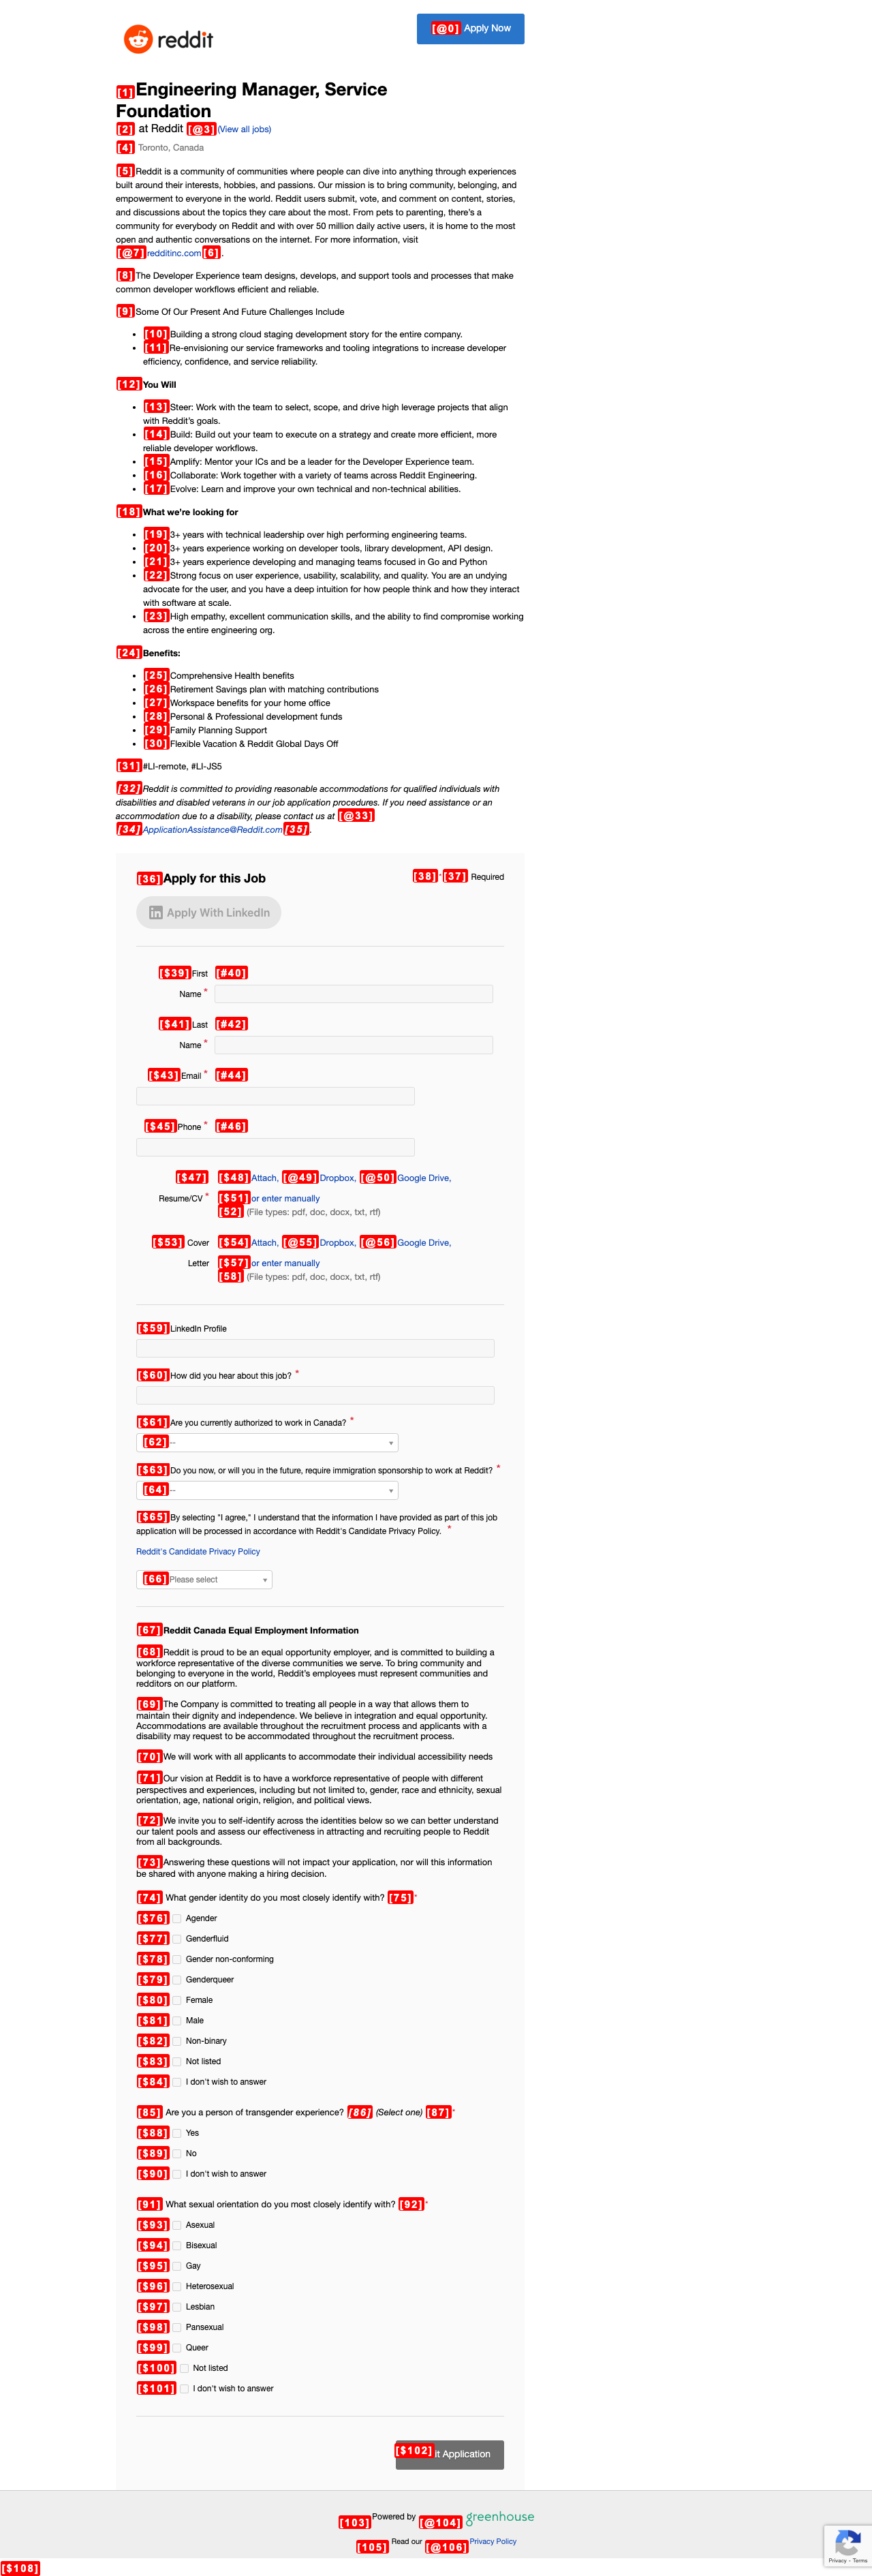 reddit
[@0] Apply Now
[1]Engineering Manager, Service
Foundation
[2] at Reddit [@3](View all jobs)
[4] Toronto, Canada
[5]Reddit is a community of communities where people can dive into anything through experiences
built around their interests, hobbies, and passions. Our mission is to bring community, belonging, and
empowerment to everyone in the world. Reddit users submit, vote, and comment on content, stories,
and discussions about the topics they care about the most. From pets to parenting, there's a
community for everybody on Reddit and with over 50 million daily active users, it is home to the most
open and authentic conversations on the internet. For more information, visit
[@7]redditinc.com[6].
[8]The Developer Experience team designs, develops, and support tools and processes that make
common developer workflows efficient and reliable.
[9]Some Of Our Present And Future Challenges Include
• [10]Building a strong cloud staging development story for the entire company.
• [11]Re-envisioning our service frameworks and tooling integrations to increase developer
efficiency, confidence, and service reliability.
[12]You Will
• [13]Steer: Work with the team to select, scope, and drive high leverage projects that align
with Reddit's goals.
• [14]Build: Build out your team to execute on a strategy and create more efficient, more
reliable developer workflows.
• [15]Amplify: Mentor your ICs and be a leader for the Developer Experience team.
• [16]Collaborate: Work together with a variety of teams across Reddit Engineering.
• [17]Evolve: Learn and improve your own technical and non-technical abilities.
[18]What we're looking for
• [19]3+ years with technical leadership over high performing engineering teams.
• [20]3+ years experience working on developer tools, library development, API design.
• [21]3+ years experience developing and managing teams focused in Go and Python
• [22]Strong focus on user experience, usability, scalability, and quality. You are an undying
advocate for the user, and you have a deep intuition for how people think and how they interact
with software at scale.
• [23]High empathy, excellent communication skills, and the ability to find compromise working
across the entire engineering org.
[24]Benefits:
• [25]Comprehensive Health benefits
• [26]Retirement Savings plan with matching contributions
• [27]Workspace benefits for your home office
• [28]Personal & Professional development funds
• [29]Family Planning Support
• [30]Flexible Vacation & Reddit Global Days Off
[31]#LI-remote, #LI-JS5
[32]Reddit is committed to providing reasonable accommodations for qualified individuals with
disabilities and disabled veterans in our job application procedures. If you need assistance or an
accommodation due to a disability, please contact us at [@33]
[34]ApplicationAssistance@Reddit.com[35].
[36]Apply for this Job
[38]*[37] Required
Apply With LinkedIn
[$39]First [#40]
Name *
[$41]Last [#42]
Name *
[$43]Email * [#44]
[$45]Phone * [#46]
[$47] [$48]Attach, [@49]Dropbox, [@50]Google Drive,
Resume/CV * [$51]or enter manually
[52] (File types: pdf, doc, docx, txt, rtf)
[$53] Cover [$54]Attach, [@55]Dropbox, [@56]Google Drive,
Letter [$57]or enter manually
[58] (File types: pdf, doc, docx, txt, rtf)
[$59]LinkedIn Profile
[$60]How did you hear about this job? *
[$61]Are you currently authorized to work in Canada? *
[62]--
[$63]Do you now, or will you in the future, require immigration sponsorship to work at Reddit? *
[64]--
[$65]By selecting "I agree," I understand that the information I have provided as part of this job
application will be processed in accordance with Reddit's Candidate Privacy Policy. *
Reddit's Candidate Privacy Policy
[66]Please select
[67]Reddit Canada Equal Employment Information
[68]Reddit is proud to be an equal opportunity employer, and is committed to building a
workforce representative of the diverse communities we serve. To bring community and
belonging to everyone in the world, Reddit's employees must represent communities and
redditors on our platform.
[69]The Company is committed to treating all people in a way that allows them to
maintain their dignity and independence. We believe in integration and equal opportunity.
Accommodations are available throughout the recruitment process and applicants with a
disability may request to be accommodated throughout the recruitment process.
[70]We will work with all applicants to accommodate their individual accessibility needs
[71]Our vision at Reddit is to have a workforce representative of people with different
perspectives and experiences, including but not limited to, gender, race and ethnicity, sexual
orientation, age, national origin, religion, and political views.
[72]We invite you to self-identify across the identities below so we can better understand
our talent pools and assess our effectiveness in attracting and recruiting people to Reddit
from all backgrounds.
[73]Answering these questions will not impact your application, nor will this information
be shared with anyone making a hiring decision.
[74] What gender identity do you most closely identify with? [75]*
[$76] Agender
[$77] Genderfluid
[$78] Gender non-conforming
[$79] Genderqueer
[$80] Female
[$81] Male
[$82] Non-binary
[$83] Not listed
[$84] I don't wish to answer
[85] Are you a person of transgender experience? [86] (Select one) [87]*
[$88] Yes
[$89] No
[$90] I don't wish to answer
[91] What sexual orientation do you most closely identify with? [92]*
[$93] Asexual
[$94] Bisexual
[$95] Gay
[$96] Heterosexual
[$97] Lesbian
[$98] Pansexual
[$99] Queer
[$100] Not listed
[$101] I don't wish to answer
[$102]it Application
[103]Powered by [@104] greenhouse
[105] Read our [@106]Privacy Policy
Privacy - Terms
[$108]